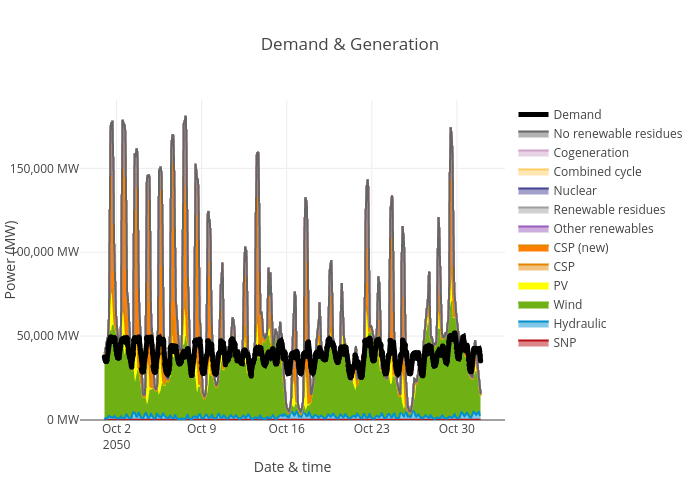 Demand & Generation
Power (MW)
150,000 MW
100,000 MW
50,000 MW
0 MW
Oct 2
2050
Oct 9
Oct 16
Oct 23
Oct 30
Date & time
Demand
No renewable residues
Cogeneration
Combined cycle
Nuclear
Renewable residues
Other renewables
CSP (new)
CSP
PV
Wind
Hydraulic
SNP